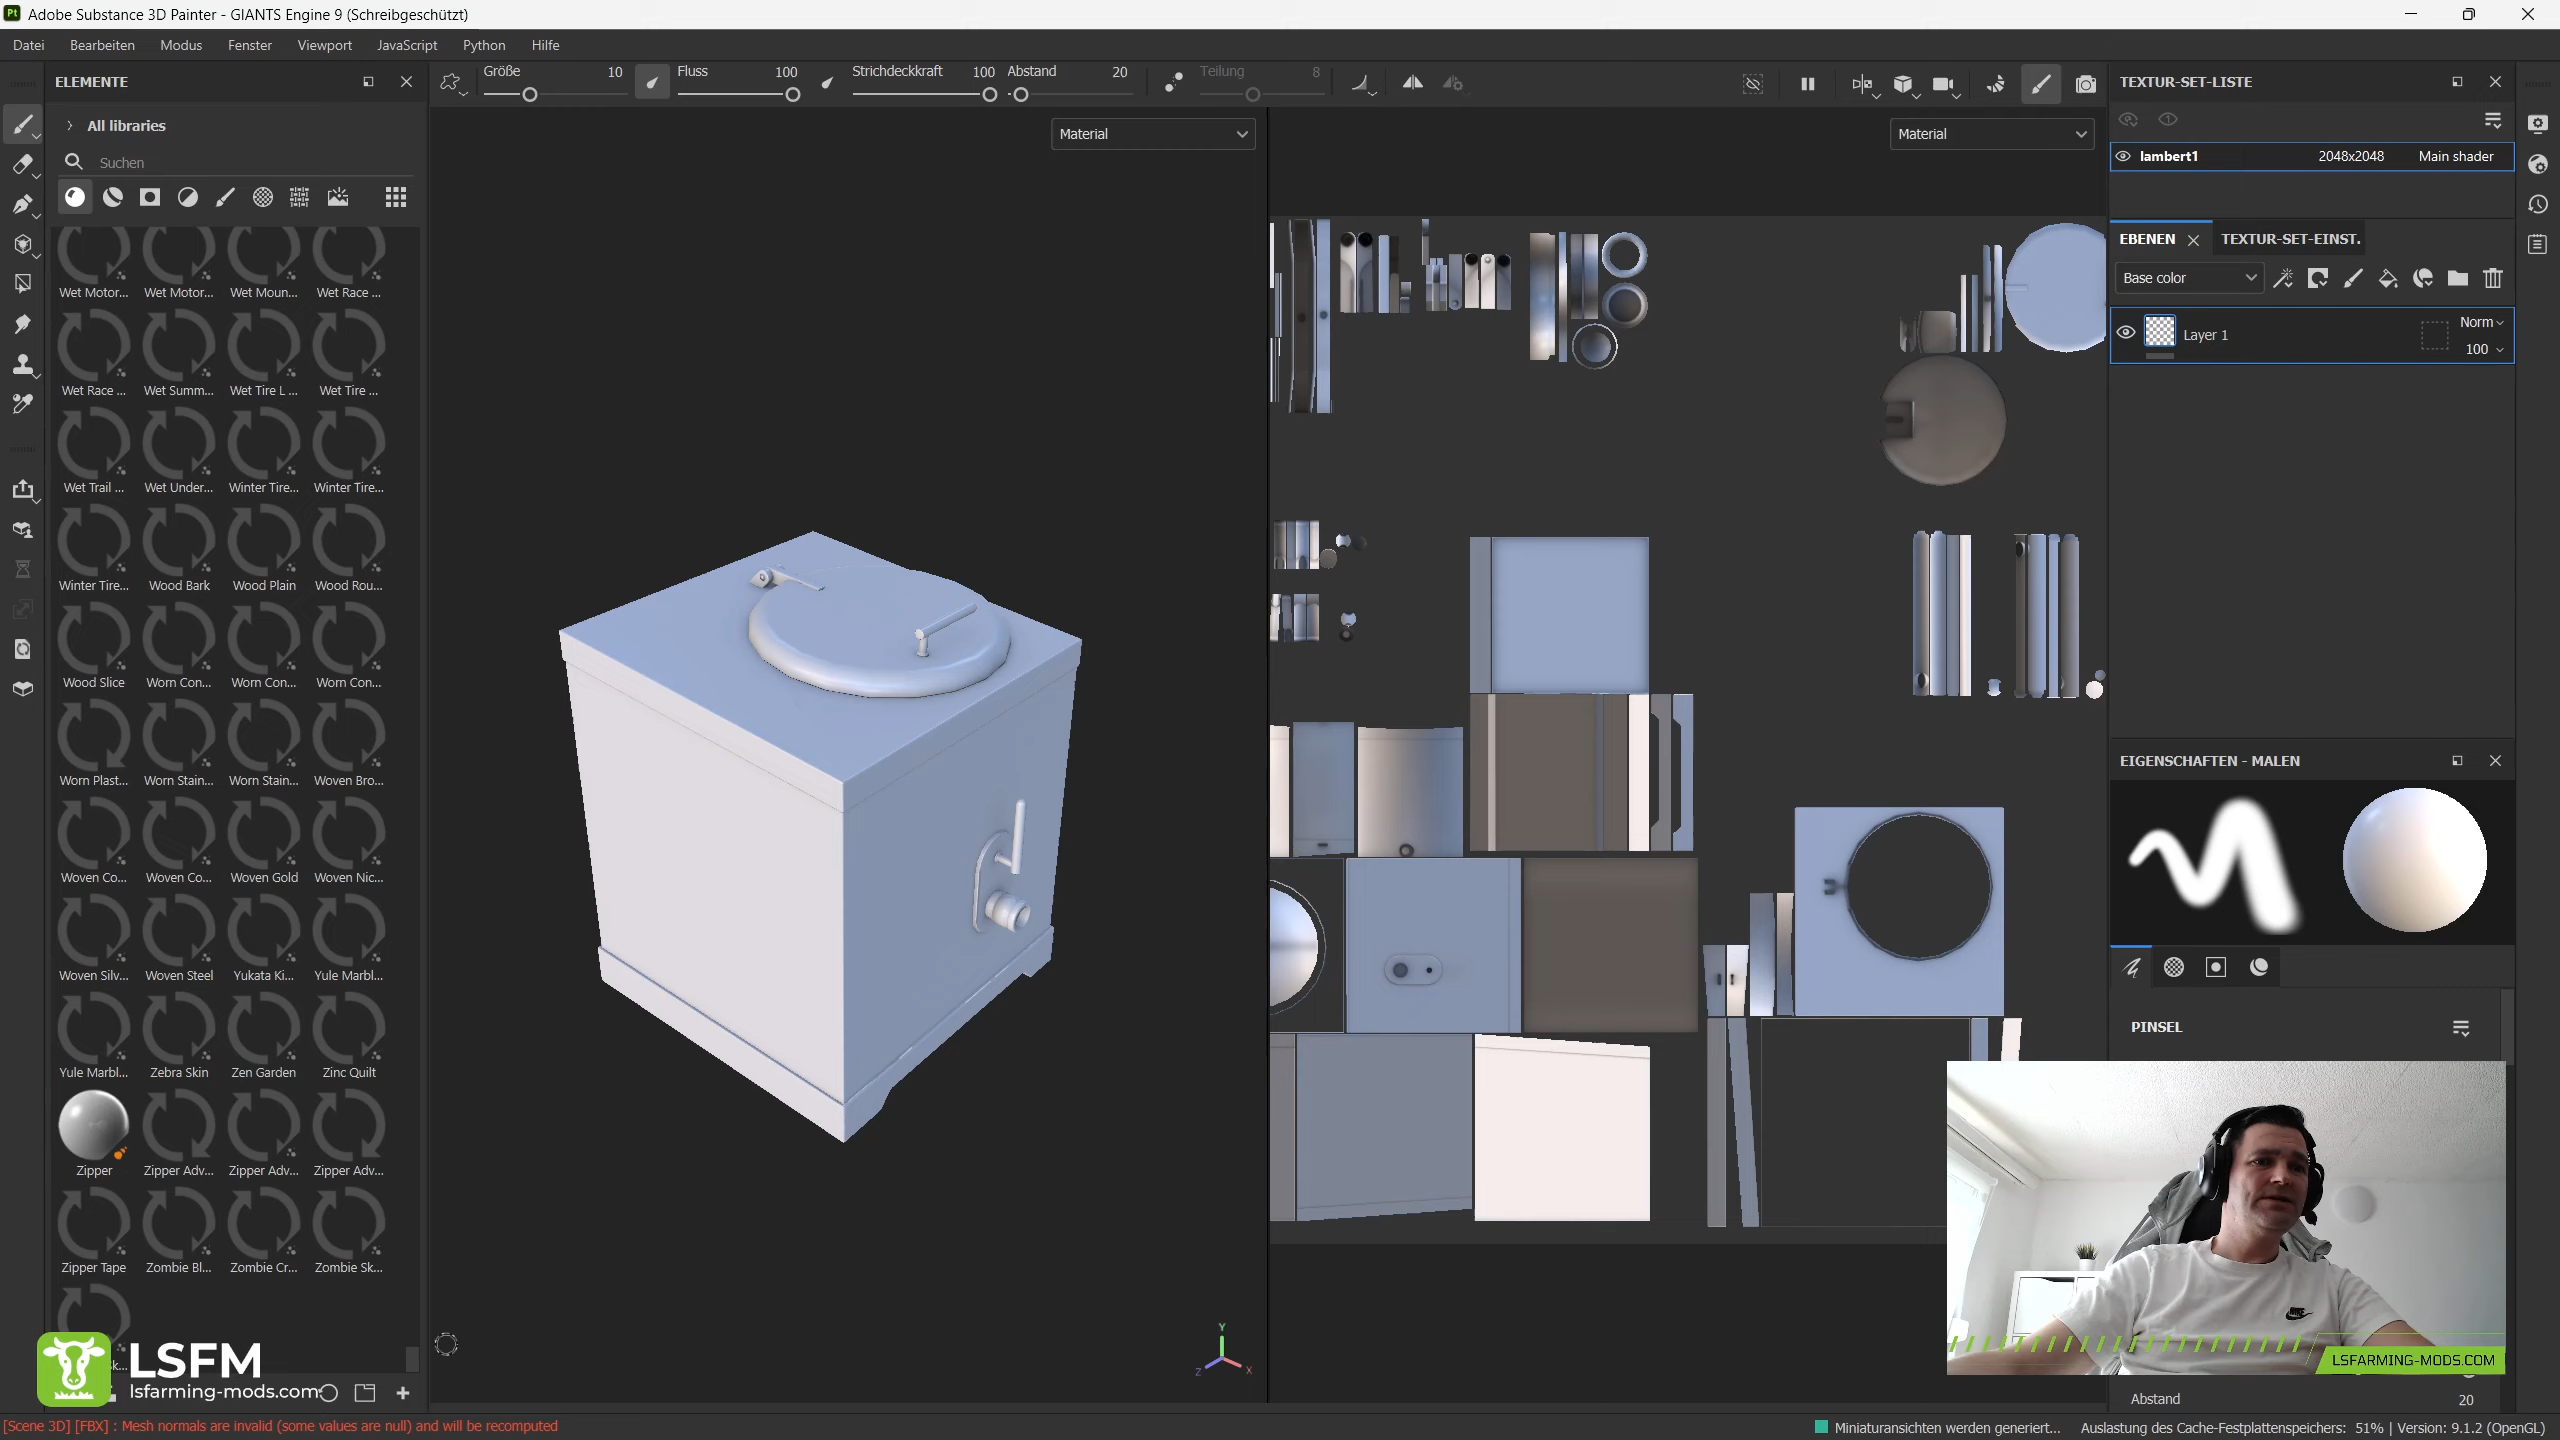 Pt Adobe Substance 3D Painter - GIANTS Engine 9 (Schreibgeschützt)
Datei Bearbeiten Modus Fenster Viewport JavaScript Python Hilfe
ELEMENTE
Größe 10 Fluss 100 Strichdeckkraft 100 Abstand 20 Teilung 8
TEXTUR-SET-LISTE
All libraries
Suchen
Material
Material
lambert1 2048x2048 Main shader
EBENEN TEXTUR-SET-EINST.
Base color
Layer 1 Norm
100
Wet Motor... Wet Motor... Wet Moun... Wet Race ...
Wet Race ... Wet Summ... Wet Tire L ... Wet Tire ...
Wet Trail ... Wet Under... Winter Tire... Winter Tire...
Winter Tire... Wood Bark Wood Plain Wood Rou...
Wood Slice Worn Con... Worn Con... Worn Con...
Worn Plast... Worn Stain... Worn Stain... Woven Bro...
Woven Co... Woven Co... Woven Gold Woven Nic...
Woven Silv... Woven Steel Yukata Ki... Yule Marbl...
Yule Marbl... Zebra Skin Zen Garden Zinc Quilt
Zipper Zipper Adv... Zipper Adv... Zipper Adv...
Zipper Tape Zombie Bl... Zombie Cr... Zombie Sk...
EIGENSCHAFTEN - MALEN
PINSEL
Y
Z X
LSFM
lsfarming-mods.com
NIKE
LSFARMING-MODS.COM
Abstand 20
[Scene 3D] [FBX] : Mesh normals are invalid (some values are null) and will be recomputed
Miniaturansichten werden generiert... Auslastung des Cache-Festplattenspeichers: 51% | Version: 9.1.2 (OpenGL)